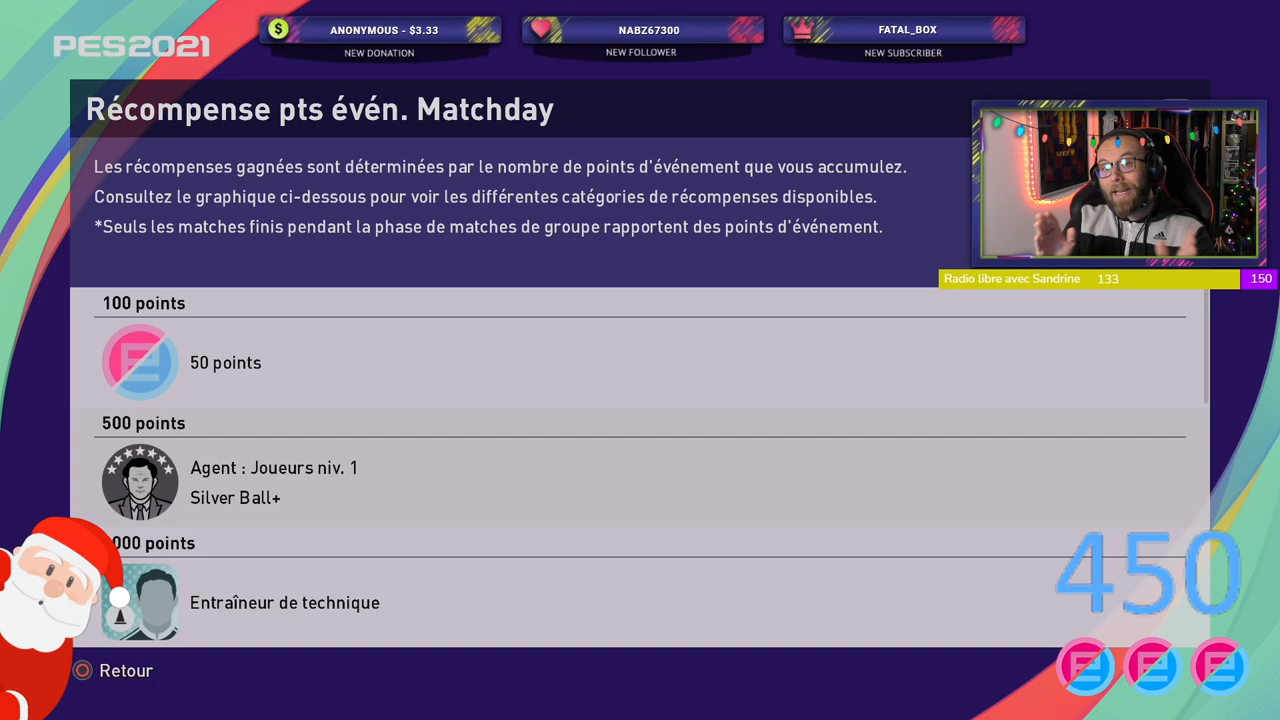 PES2021
ANONYMOUS - $3.33
NEW DONATION
NABZ67300
NEW FOLLOWER
FATAL_BOX
NEW SUBSCRIBER
Récompense pts évén. Matchday
Les récompenses gagnées sont déterminées par le nombre de points d'événement que vous accumulez.
Consultez le graphique ci-dessous pour voir les différentes catégories de récompenses disponibles.
*Seuls les matches finis pendant la phase de matches de groupe rapportent des points d'événement.
adidas
Radio libre avec Sandrine 133 150
100 points
50 points
500 points
Agent : Joueurs niv. 1
Silver Ball+
000 points
Entraîneur de technique
450
Retour